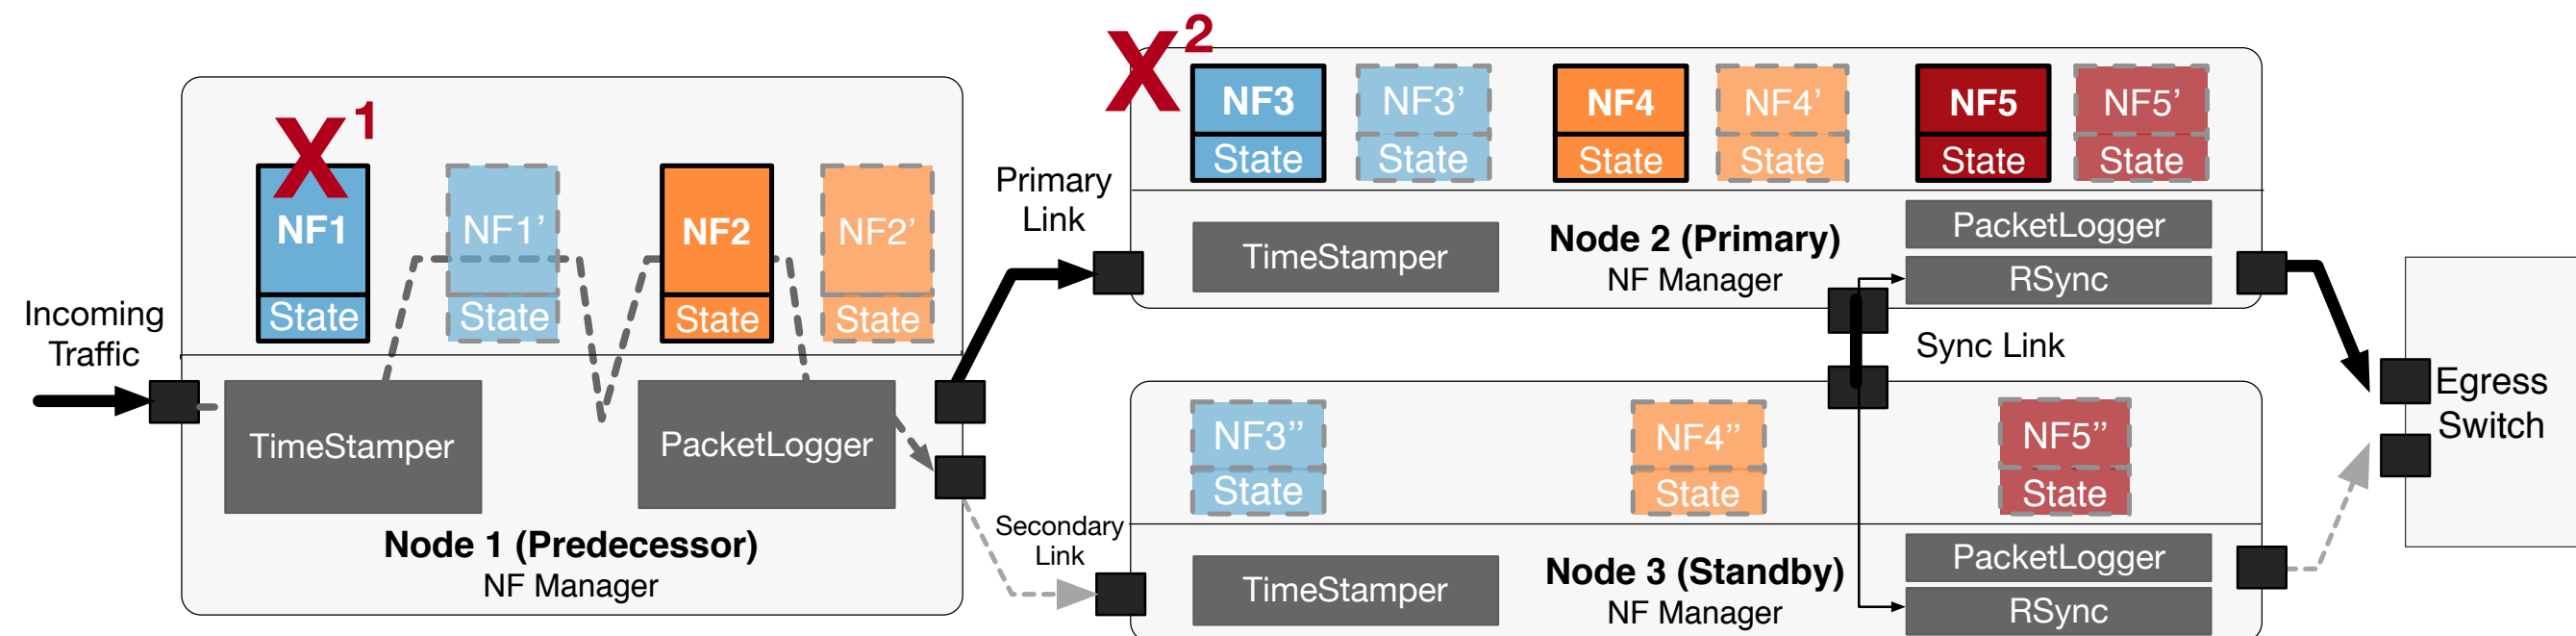 X1
NF1
State
NF1’
State
NF2
State
NF2’
State
Incoming
Traffic
TimeStamper
PacketLogger
Node 1 (Predecessor)
NF Manager
Primary
Link
Secondary
Link
X2
NF3
State
NF3’
State
NF4
State
NF4’
State
NF5
State
NF5’
State
TimeStamper
Node 2 (Primary)
NF Manager
PacketLogger
RSync
Sync Link
NF3’’
State
NF4’’
State
NF5’’
State
TimeStamper
Node 3 (Standby)
NF Manager
PacketLogger
RSync
Egress
Switch